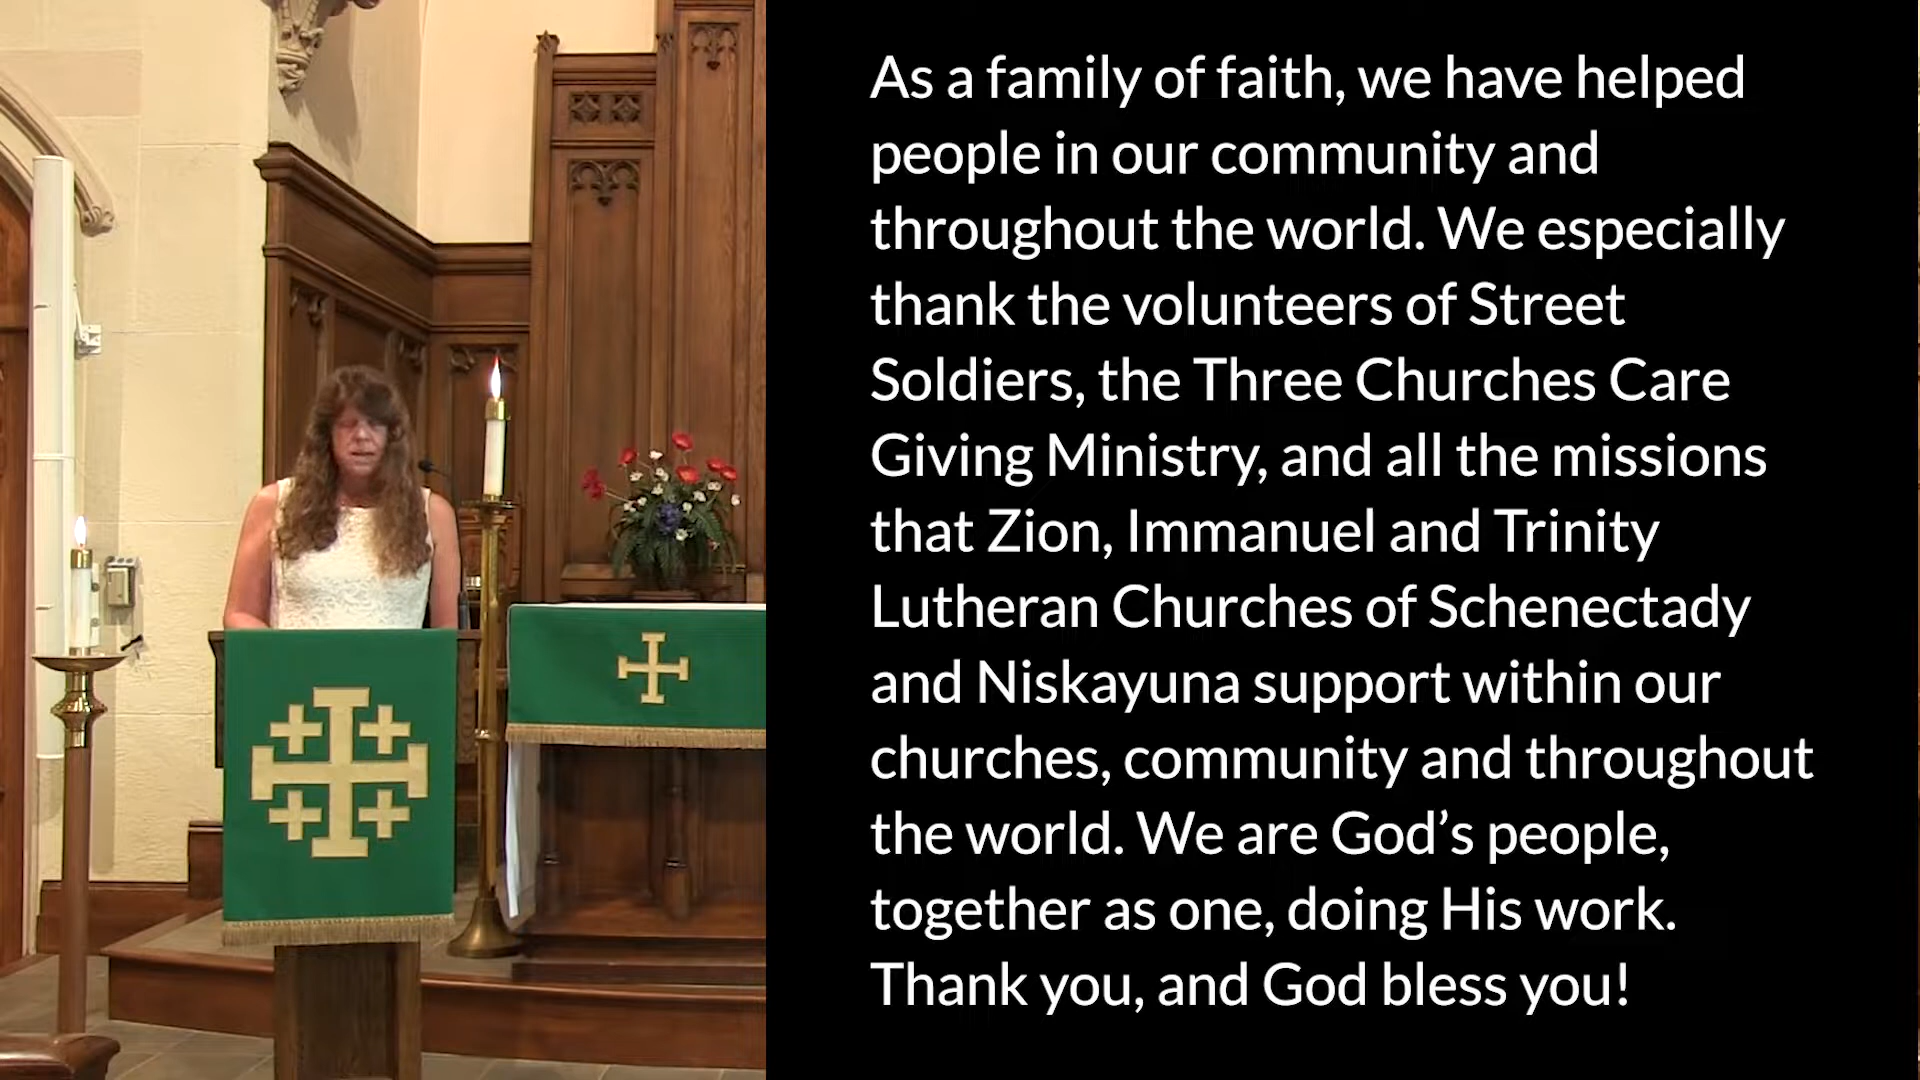 As a family of faith, we have helped
people in our community and
throughout the world. We especially
thank the volunteers of Street
Soldiers, the Three Churches Care
Giving Ministry, and all the missions
that Zion, Immanuel and Trinity
Lutheran Churches of Schenectady
and Niskayuna support within our
churches, community and throughout
the world. We are God’s people,
together as one, doing His work.
Thank you, and God bless you!